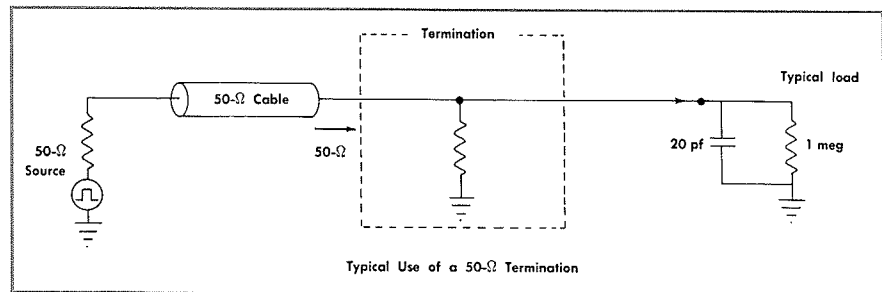 Termination
Typical load
50-Ω Cable
50-Ω
Source
50-Ω
20 pf
1 meg
Typical Use of a 50-Ω Termination